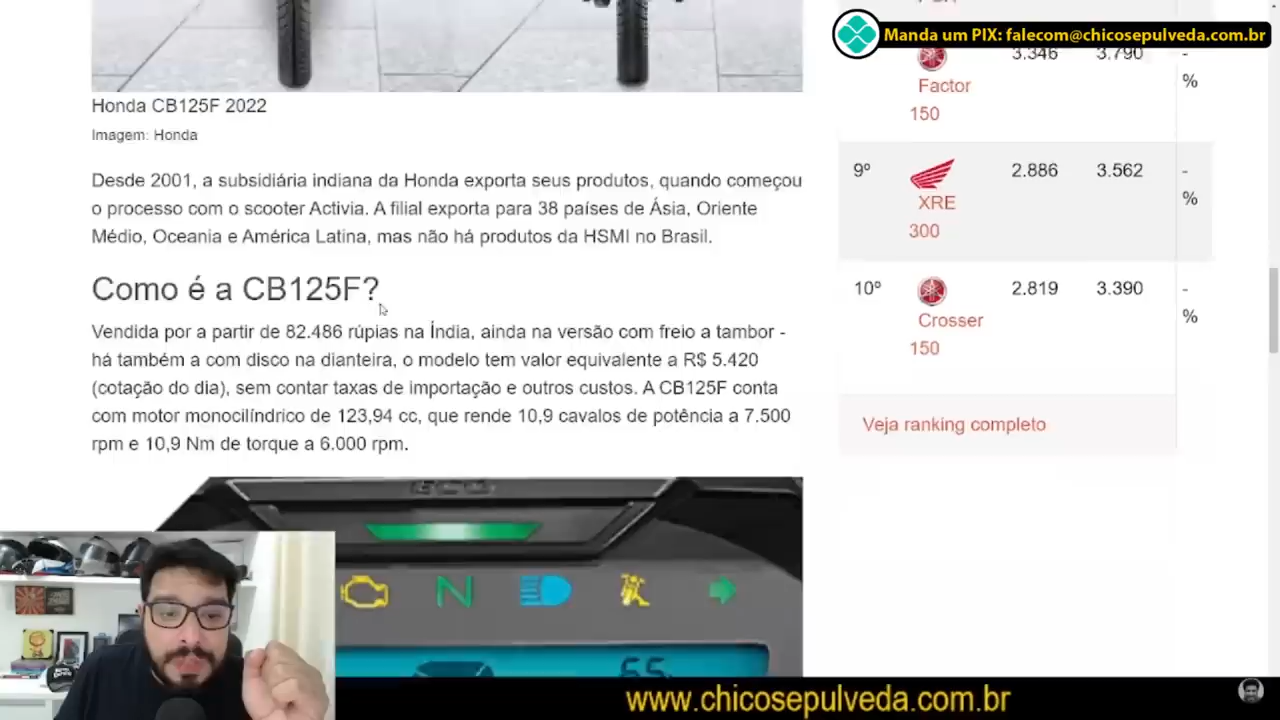 Manda um PIX: falecom@chicosepulveda.com.br
Honda CB125F 2022
Imagem: Honda
Desde 2001, a subsidiária indiana da Honda exporta seus produtos, quando começou
o processo com o scooter Activia. A filial exporta para 38 países de Ásia, Oriente
Médio, Oceania e América Latina, mas não há produtos da HSMI no Brasil.
Como é a CB125F?
Vendida por a partir de 82.486 rúpias na Índia, ainda na versão com freio a tambor -
há também a com disco na dianteira, o modelo tem valor equivalente a R$ 5.420
(cotação do dia), sem contar taxas de importação e outros custos. A CB125F conta
com motor monocilíndrico de 123,94 cc, que rende 10,9 cavalos de potência a 7.500
rpm e 10,9 Nm de torque a 6.000 rpm.
3.346 3.790 -
Factor %
150
9º 2.886 3.562 -
XRE %
300
10º 2.819 3.390 -
Crosser %
150
Veja ranking completo
ECO
N
65
www.chicosepulveda.com.br